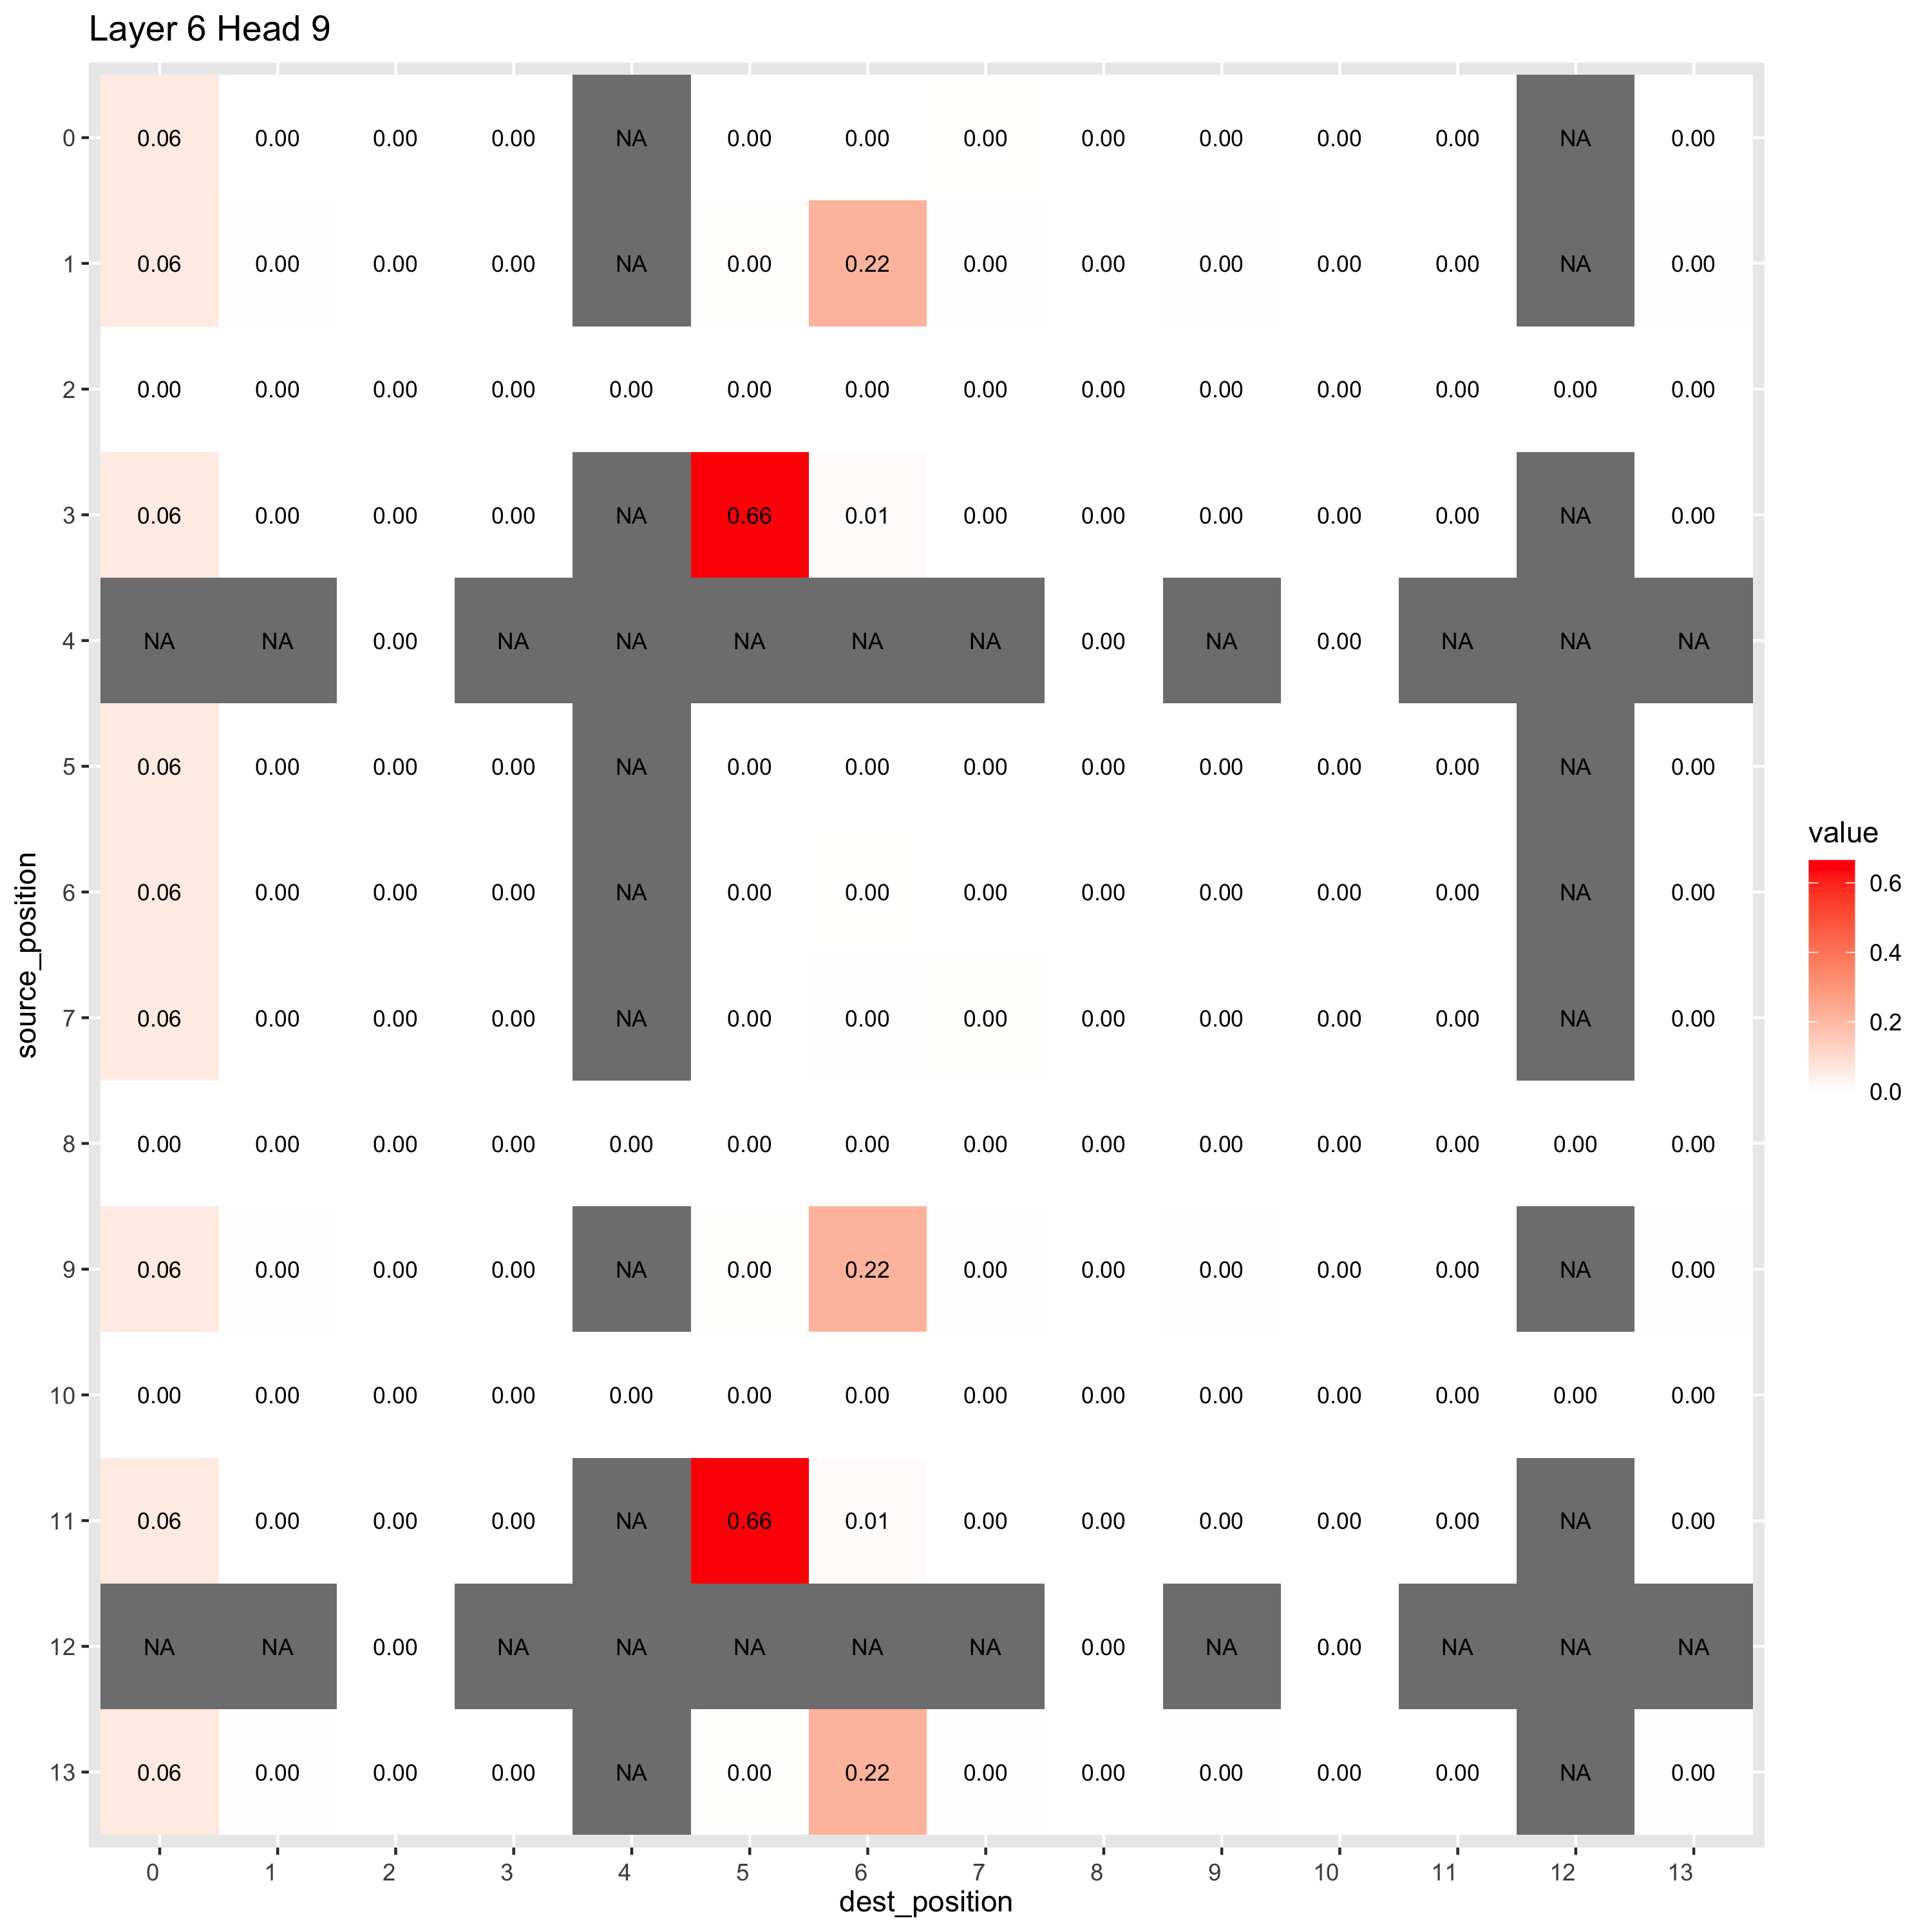 Layer 6 Head 9
0 0.06 0.00 0.00 0.00 NA 0.00 0.00 0.00 0.00 0.00 0.00 0.00 NA 0.00
1 0.06 0.00 0.00 0.00 NA 0.00 0.22 0.00 0.00 0.00 0.00 0.00 NA 0.00
2 0.00 0.00 0.00 0.00 0.00 0.00 0.00 0.00 0.00 0.00 0.00 0.00 0.00 0.00
3 0.06 0.00 0.00 0.00 NA 0.66 0.01 0.00 0.00 0.00 0.00 0.00 NA 0.00
4 NA NA 0.00 NA NA NA NA NA 0.00 NA 0.00 NA NA NA
5 0.06 0.00 0.00 0.00 NA 0.00 0.00 0.00 0.00 0.00 0.00 0.00 NA 0.00
6 0.06 0.00 0.00 0.00 NA 0.00 0.00 0.00 0.00 0.00 0.00 0.00 NA 0.00
7 0.06 0.00 0.00 0.00 NA 0.00 0.00 0.00 0.00 0.00 0.00 0.00 NA 0.00
8 0.00 0.00 0.00 0.00 0.00 0.00 0.00 0.00 0.00 0.00 0.00 0.00 0.00 0.00
9 0.06 0.00 0.00 0.00 NA 0.00 0.22 0.00 0.00 0.00 0.00 0.00 NA 0.00
10 0.00 0.00 0.00 0.00 0.00 0.00 0.00 0.00 0.00 0.00 0.00 0.00 0.00 0.00
11 0.06 0.00 0.00 0.00 NA 0.66 0.01 0.00 0.00 0.00 0.00 0.00 NA 0.00
12 NA NA 0.00 NA NA NA NA NA 0.00 NA 0.00 NA NA NA
13 0.06 0.00 0.00 0.00 NA 0.00 0.22 0.00 0.00 0.00 0.00 0.00 NA 0.00
0 1 2 3 4 5 6 7 8 9 10 11 12 13
dest_position
source_position
value
0.6
0.4
0.2
0.0